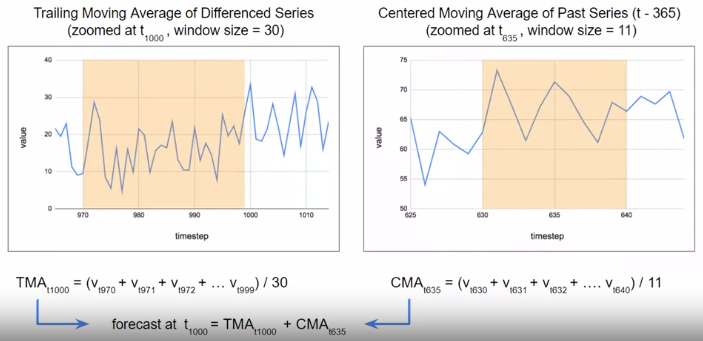 Trailing Moving Average of Differenced Series
(zoomed at t1000, window size = 30)
40
30
20
10
0
value
970
980
990
1000
1010
timestep
Centered Moving Average of Past Series (t - 365)
(zoomed at t635, window size = 11)
75
70
65
60
55
50
value
625
630
635
640
timestep
TMAt1000 = (vt970 + vt971 + vt972 + ... vt999) / 30
CMAt635 = (vt630 + vt631 + vt632 + .... vt640) / 11
forecast at t1000 = TMAt1000 + CMAt635